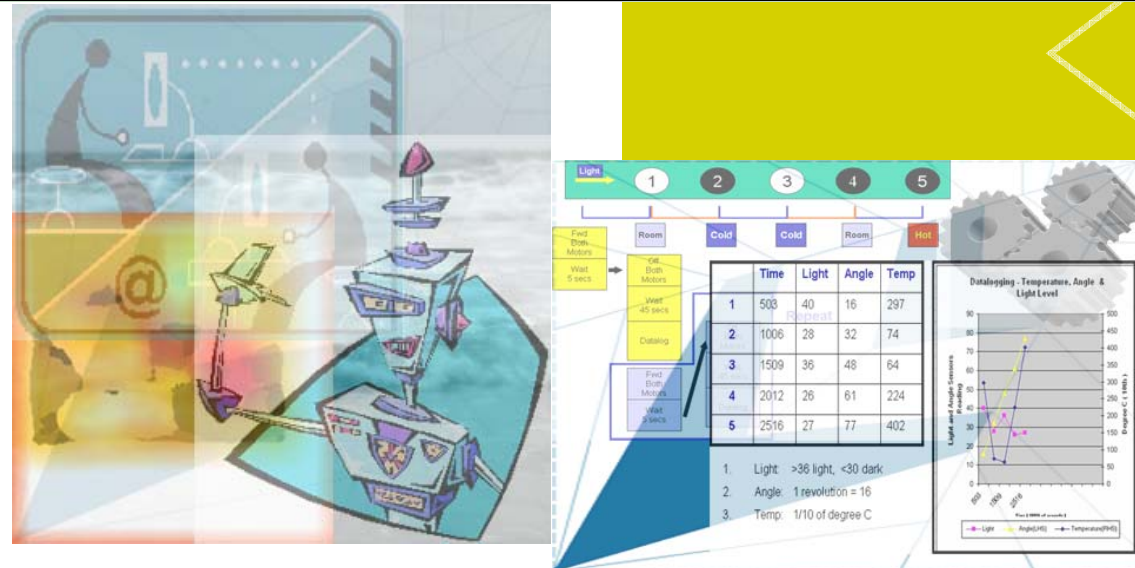 @
Light
1 2 3 4 5
Room Cold Cold Room Hot
Fwd
Both
Motors
Wait
5 secs
Off
Both
Motors
Wait
45 secs
Datalog
Fwd
Both
Motors
Wait
5 secs
Repeat
Time Light Angle Temp
1 503 40 16 297
2 1006 28 32 74
3 1509 36 48 64
4 2012 26 61 224
5 2516 27 77 402
1. Light: >36 light, <30 dark
2. Angle: 1 revolution = 16
3. Temp: 1/10 of degree C
Datalogging - Temperature, Angle &
Light Level
Light and Angle Sensors
Reading
90
80
70
60
50
40
30
20
10
0
500
450
400
350
300
250
200
150
100
50
0
Degree C (10ths)
503 1509 2516
Light Angle(LHS) Temperature(RHS)